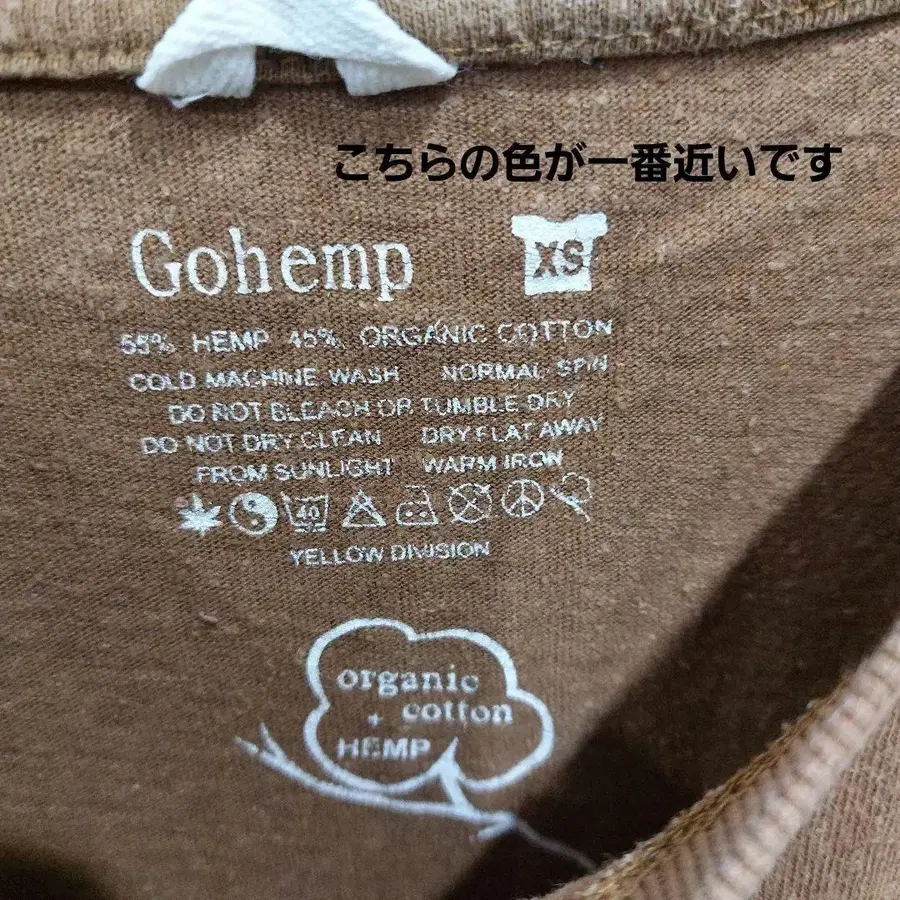 こちらの色が一番近いです
Gohemp XS
55% HEMP 45% ORGANIC COTTON
COLD MACHINE WASH NORMAL SPIN
DO NOT BLEACH OR TUMBLE DRY
DO NOT DRY CLEAN DRY FLAT AWAY
FROM SUNLIGHT WARM IRON
40
YELLOW DIVISION
organic
+ cotton
HEMP